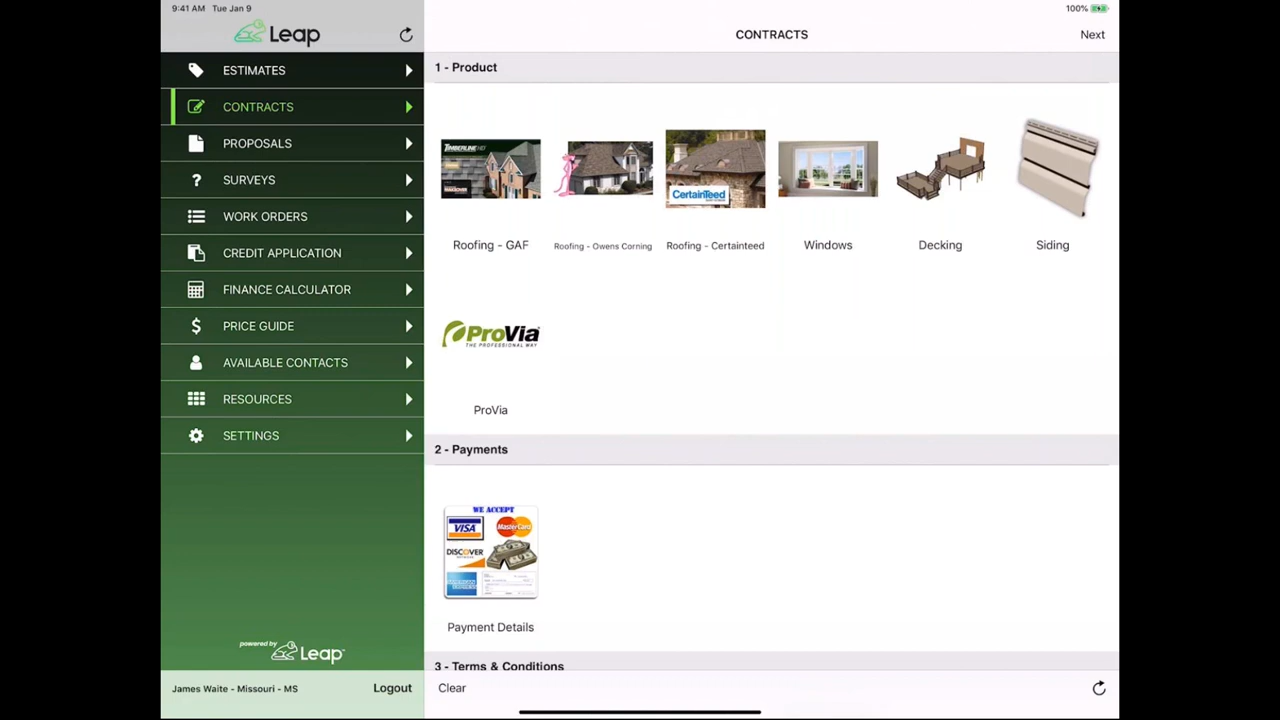 9:41 AM Tue Jan 9
100%
Leap
CONTRACTS
Next
ESTIMATES
CONTRACTS
PROPOSALS
SURVEYS
WORK ORDERS
CREDIT APPLICATION
FINANCE CALCULATOR
PRICE GUIDE
AVAILABLE CONTACTS
RESOURCES
SETTINGS
powered by
Leap
James Waite - Missouri - MS
Logout
1 - Product
TIMBERLINE HD
CertainTeed
Roofing - GAF
Roofing - Owens Corning
Roofing - Certainteed
Windows
Decking
Siding
ProVia
THE PROFESSIONAL WAY
ProVia
2 - Payments
WE ACCEPT
VISA
MasterCard
DISCOVER
Payment Details
3 - Terms & Conditions
Clear